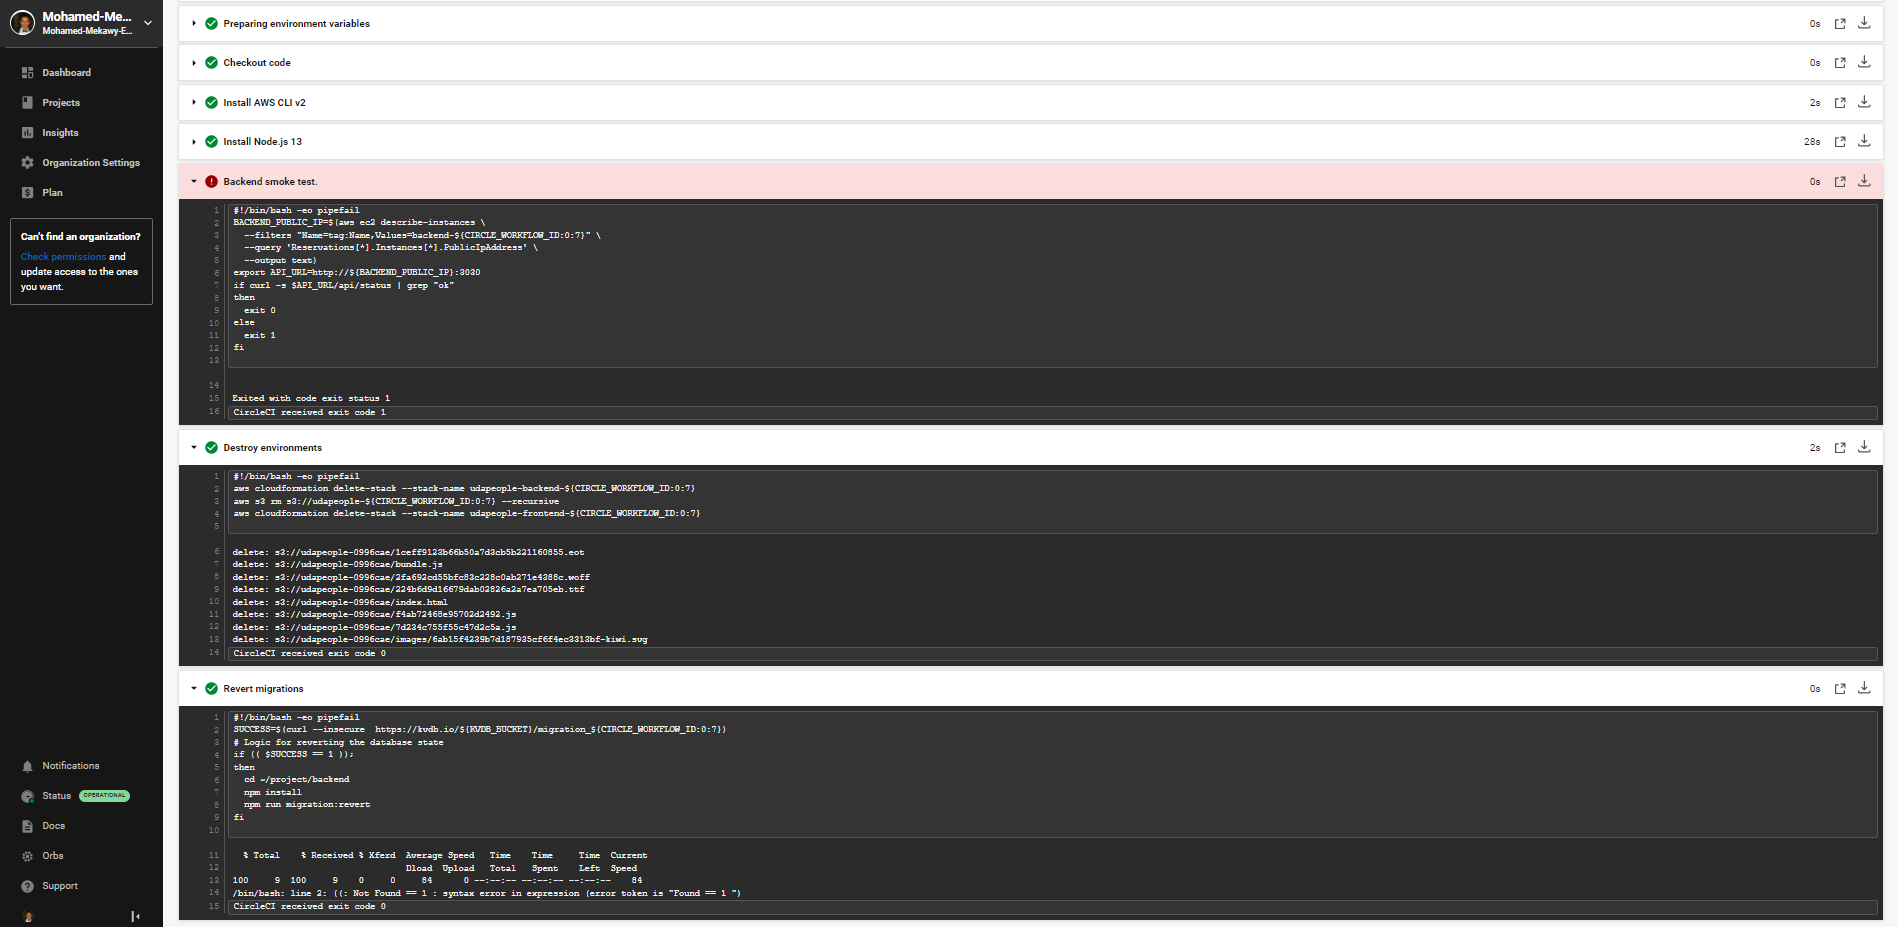 Mohamed-Me...
Mohamed-Mekawy-E...
Dashboard
Projects
Insights
Organization Settings
Plan
Can't find an organization?
Check permissions and
update access to the ones
you want.
Notifications
Status OPERATIONAL
Docs
Orbs
Support
Preparing environment variables 0s
Checkout code 0s
Install AWS CLI v2 2s
Install Node.js 13 28s
Backend smoke test. 0s
1 #!/bin/bash -eo pipefail
2 BACKEND_PUBLIC_IP=$(aws ec2 describe-instances \
3 --filters "Name=tag:Name,Values=backend-${CIRCLE_WORKFLOW_ID:0:7}" \
4 --query 'Reservations[*].Instances[*].PublicIpAddress' \
5 --output text)
6 export API_URL=http://${BACKEND_PUBLIC_IP}:3030
7 if curl -s $API_URL/api/status | grep "ok"
8 then
9 exit 0
10 else
11 exit 1
12 fi
13
14
15 Exited with code exit status 1
16 CircleCI received exit code 1
Destroy environments 2s
1 #!/bin/bash -eo pipefail
2 aws cloudformation delete-stack --stack-name udapeople-backend-${CIRCLE_WORKFLOW_ID:0:7}
3 aws s3 rm s3://udapeople-${CIRCLE_WORKFLOW_ID:0:7} --recursive
4 aws cloudformation delete-stack --stack-name udapeople-frontend-${CIRCLE_WORKFLOW_ID:0:7}
5
6 delete: s3://udapeople-0996cae/1ceff9123b66b50a7d3cb5b221160855.eot
7 delete: s3://udapeople-0996cae/bundle.js
8 delete: s3://udapeople-0996cae/2fa692cd55bfc83c228c0ab271e4388c.woff
9 delete: s3://udapeople-0996cae/224b6d9d16679dab02826a2a7ea705eb.ttf
10 delete: s3://udapeople-0996cae/index.html
11 delete: s3://udapeople-0996cae/f4ab72468e95702d2492.js
12 delete: s3://udapeople-0996cae/7d234c755f55c47d2c5a.js
13 delete: s3://udapeople-0996cae/images/6ab15f4239b7d187935cf6f4ec3313bf-kiwi.svg
14 CircleCI received exit code 0
Revert migrations 0s
1 #!/bin/bash -eo pipefail
2 SUCCESS=$(curl --insecure https://kvdb.io/${KVDB_BUCKET}/migration_${CIRCLE_WORKFLOW_ID:0:7})
3 # Logic for reverting the database state
4 if (( $SUCCESS == 1 ));
5 then
6 cd ~/project/backend
7 npm install
8 npm run migration:revert
9 fi
10
11 % Total % Received % Xferd Average Speed Time Time Time Current
12 Dload Upload Total Spent Left Speed
13 100 9 100 9 0 0 84 0 --:--:-- --:--:-- --:--:-- 84
14 /bin/bash: line 2: ((: Not Found == 1 : syntax error in expression (error token is "Found == 1 ")
15 CircleCI received exit code 0